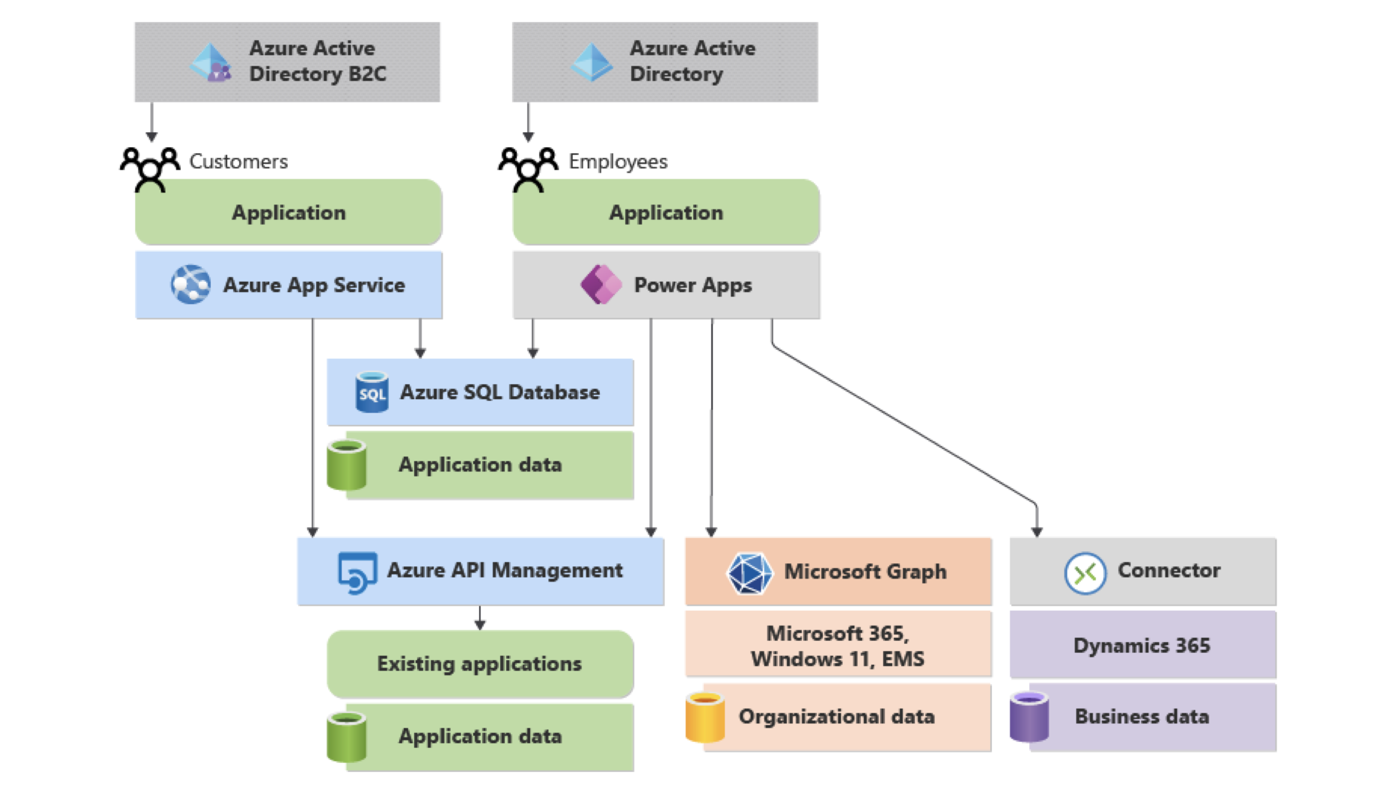 Azure Active
Directory B2C
Azure Active
Directory
Customers
Employees
Application
Application
Azure App Service
Power Apps
SQL
Azure SQL Database
Application data
Azure API Management
Microsoft Graph
Connector
Existing applications
Microsoft 365,
Windows 11, EMS
Dynamics 365
Application data
Organizational data
Business data